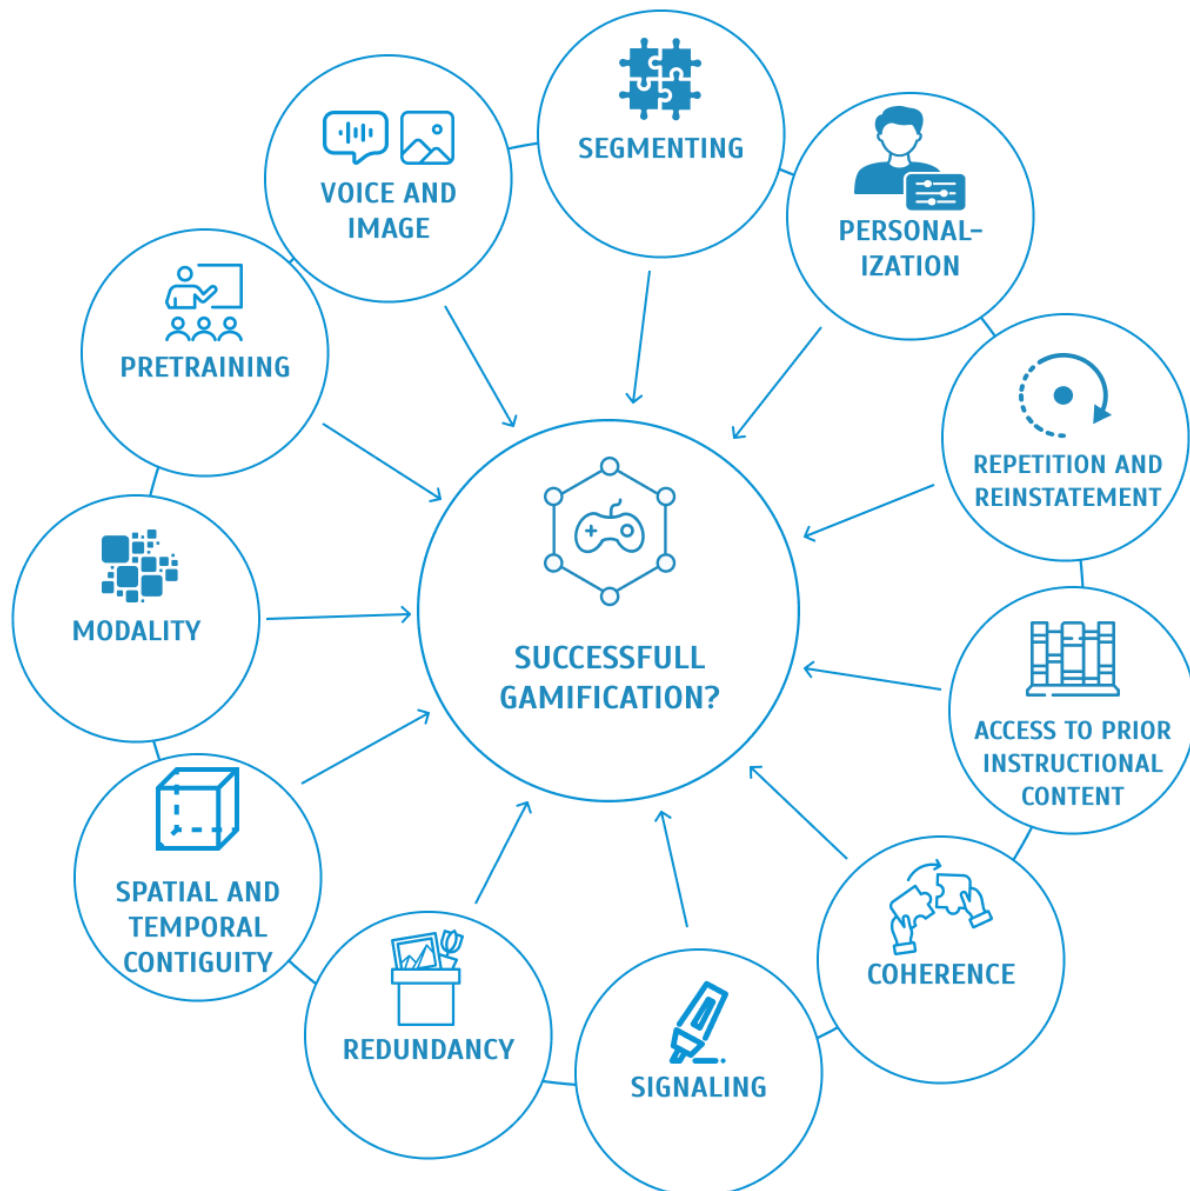 SEGMENTING
PERSONAL-
IZATION
REPETITION AND
REINSTATEMENT
ACCESS TO PRIOR
INSTRUCTIONAL
CONTENT
COHERENCE
SIGNALING
REDUNDANCY
SPATIAL AND
TEMPORAL
CONTIGUITY
MODALITY
PRETRAINING
VOICE AND
IMAGE
SUCCESSFULL
GAMIFICATION?